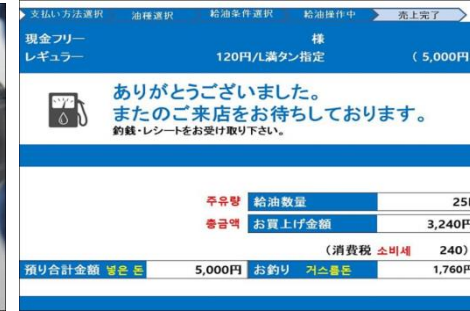 支払い方法選択 油種選択 給油条件選択 給油操作中 売上完了
現金フリー 様
レギュラー 120円/L満タン指定 ( 5,000円
ありがとうございました。
またのご来店をお待ちしております。
釣銭・レシートをお受け取り下さい。
주유량 給油数量 25L
총금액 お買上げ金額 3,240円
(消費税 소비세 240)
預り合計金額 넣은 돈 5,000円 お釣り 거스름돈 1,760円